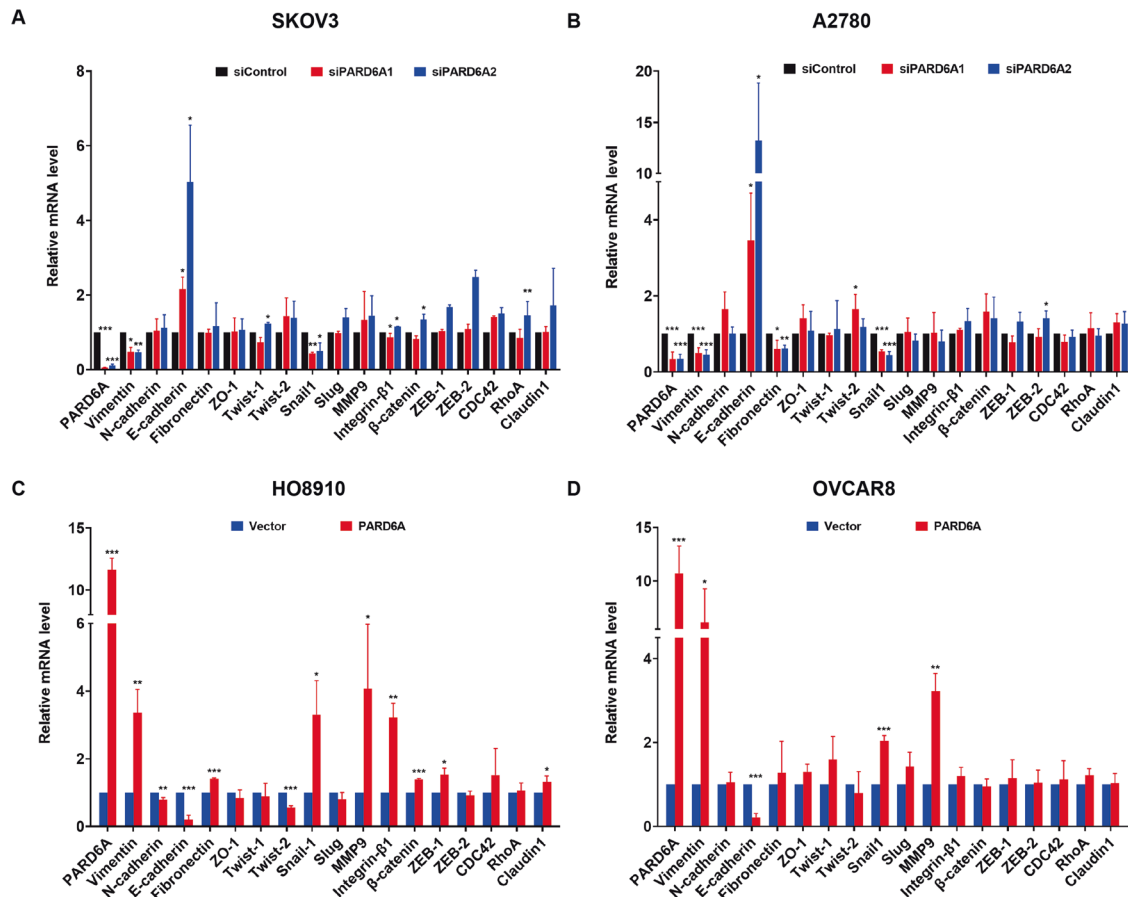 A
SKOV3
siControl
siPARD6A1
siPARD6A2
Relative mRNA level
8
6
4
2
0
*** *** * ** * * * ** * * * * **
PARD6A
Vimentin
N-cadherin
E-cadherin
Fibronectin
ZO-1
Twist-1
Twist-2
Snail1
Slug
MMP9
Integrin-β1
β-catenin
ZEB-1
ZEB-2
CDC42
RhoA
Claudin1
B
A2780
siControl
siPARD6A1
siPARD6A2
Relative mRNA level
20
15
10
4
2
0
*** *** *** *** * * * ** * *** *** *
PARD6A
Vimentin
N-cadherin
E-cadherin
Fibronectin
ZO-1
Twist-1
Twist-2
Snail1
Slug
MMP9
Integrin-β1
β-catenin
ZEB-1
ZEB-2
CDC42
RhoA
Claudin1
C
HO8910
Vector
PARD6A
Relative mRNA level
15
10
6
4
2
0
*** ** ** *** *** *** * * ** *** * *
PARD6A
Vimentin
N-cadherin
E-cadherin
Fibronectin
ZO-1
Twist-1
Twist-2
Snail-1
Slug
MMP9
Integrin-β1
β-catenin
ZEB-1
ZEB-2
CDC42
RhoA
Claudin1
D
OVCAR8
Vector
PARD6A
Relative mRNA level
15
10
4
2
0
*** * *** *** **
PARD6A
Vimentin
N-cadherin
E-cadherin
Fibronectin
ZO-1
Twist-1
Twist-2
Snail1
Slug
MMP9
Integrin-β1
β-catenin
ZEB-1
ZEB-2
CDC42
RhoA
Claudin1